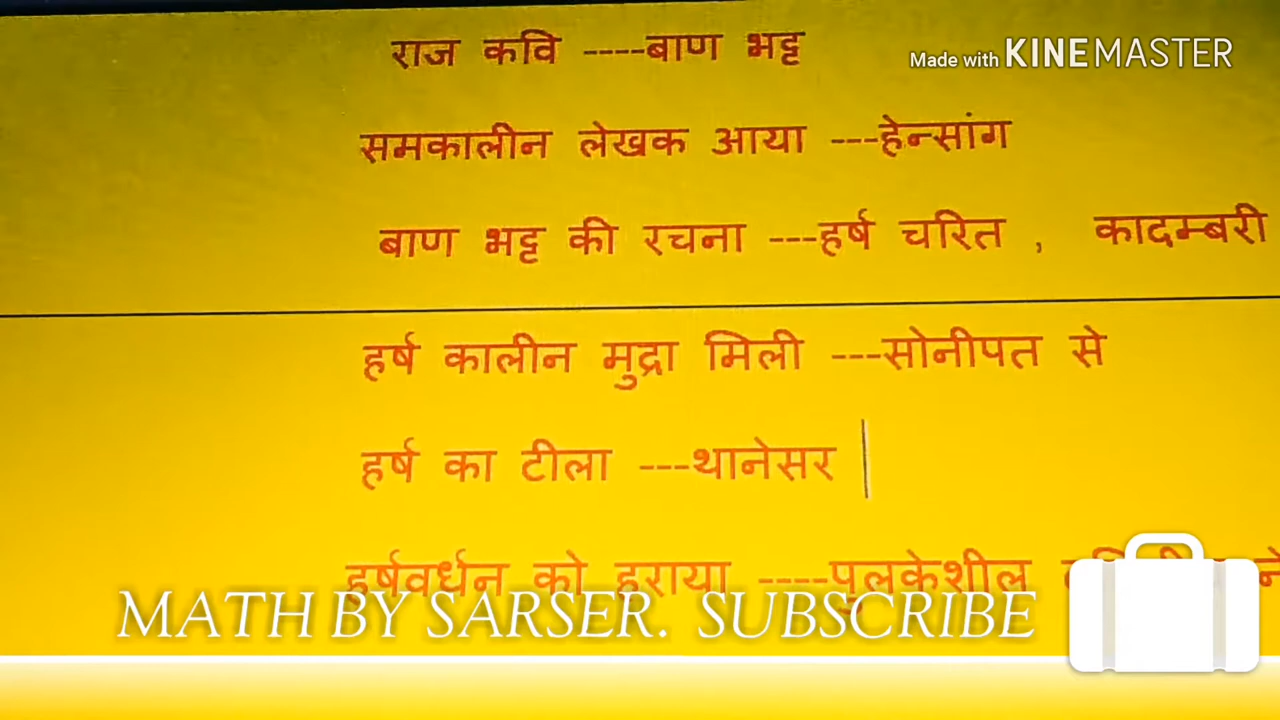 राज कवि ----बाण भट्ट
Made with KINEMASTER
समकालीन लेखक आया ---हेन्सांग
बाण भट्ट की रचना ---हर्ष चरित , कादम्बरी
हर्ष कालीन मुद्रा मिली ---सोनीपत से
हर्ष का टीला ---थानेसर
हर्षवर्धन को हराया ----पुलकेशील ने
MATH BY SARSER. SUBSCRIBE